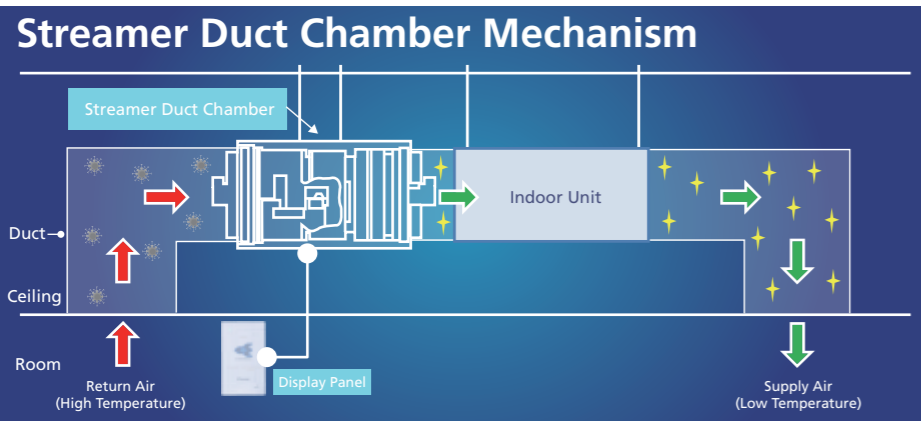 Streamer Duct Chamber Mechanism
Streamer Duct Chamber
Indoor Unit
Duct
Ceiling
Room
Return Air
(High Temperature)
Display Panel
Supply Air
(Low Temperature)